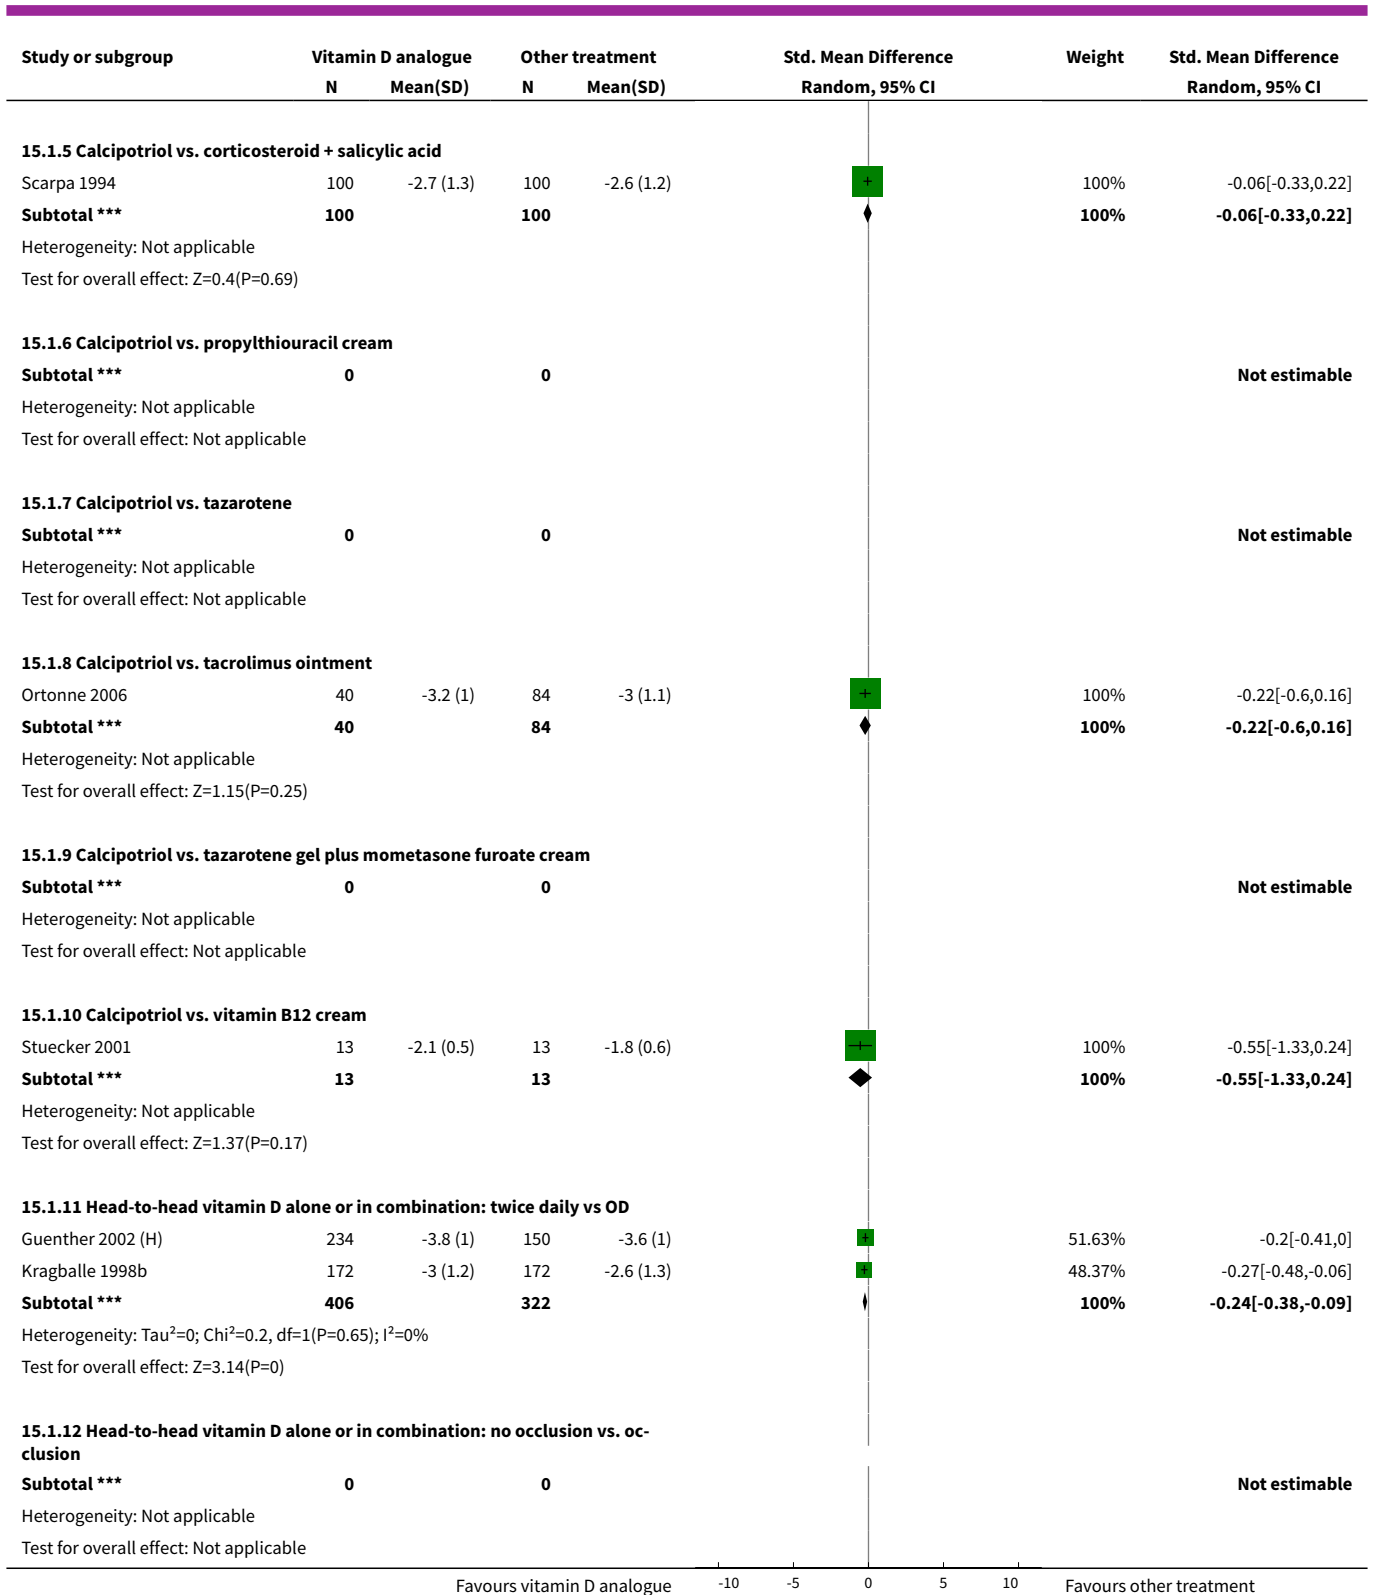 Study or subgroup Vitamin D analogue Other treatment Std. Mean Difference Weight Std. Mean Difference
N Mean(SD) N Mean(SD) Random, 95% CI Random, 95% CI
15.1.5 Calcipotriol vs. corticosteroid + salicylic acid
Scarpa 1994 100 -2.7 (1.3) 100 -2.6 (1.2) 100% -0.06[-0.33,0.22]
Subtotal *** 100 100 100% -0.06[-0.33,0.22]
Heterogeneity: Not applicable
Test for overall effect: Z=0.4(P=0.69)
15.1.6 Calcipotriol vs. propylthiouracil cream
Subtotal *** 0 0 Not estimable
Heterogeneity: Not applicable
Test for overall effect: Not applicable
15.1.7 Calcipotriol vs. tazarotene
Subtotal *** 0 0 Not estimable
Heterogeneity: Not applicable
Test for overall effect: Not applicable
15.1.8 Calcipotriol vs. tacrolimus ointment
Ortonne 2006 40 -3.2 (1) 84 -3 (1.1) 100% -0.22[-0.6,0.16]
Subtotal *** 40 84 100% -0.22[-0.6,0.16]
Heterogeneity: Not applicable
Test for overall effect: Z=1.15(P=0.25)
15.1.9 Calcipotriol vs. tazarotene gel plus mometasone furoate cream
Subtotal *** 0 0 Not estimable
Heterogeneity: Not applicable
Test for overall effect: Not applicable
15.1.10 Calcipotriol vs. vitamin B12 cream
Stuecker 2001 13 -2.1 (0.5) 13 -1.8 (0.6) 100% -0.55[-1.33,0.24]
Subtotal *** 13 13 100% -0.55[-1.33,0.24]
Heterogeneity: Not applicable
Test for overall effect: Z=1.37(P=0.17)
15.1.11 Head-to-head vitamin D alone or in combination: twice daily vs OD
Guenther 2002 (H) 234 -3.8 (1) 150 -3.6 (1) 51.63% -0.2[-0.41,0]
Kragballe 1998b 172 -3 (1.2) 172 -2.6 (1.3) 48.37% -0.27[-0.48,-0.06]
Subtotal *** 406 322 100% -0.24[-0.38,-0.09]
Heterogeneity: Tau²=0; Chi²=0.2, df=1(P=0.65); I²=0%
Test for overall effect: Z=3.14(P=0)
15.1.12 Head-to-head vitamin D alone or in combination: no occlusion vs. oc-
clusion
Subtotal *** 0 0 Not estimable
Heterogeneity: Not applicable
Test for overall effect: Not applicable
Favours vitamin D analogue -10 -5 0 5 10 Favours other treatment